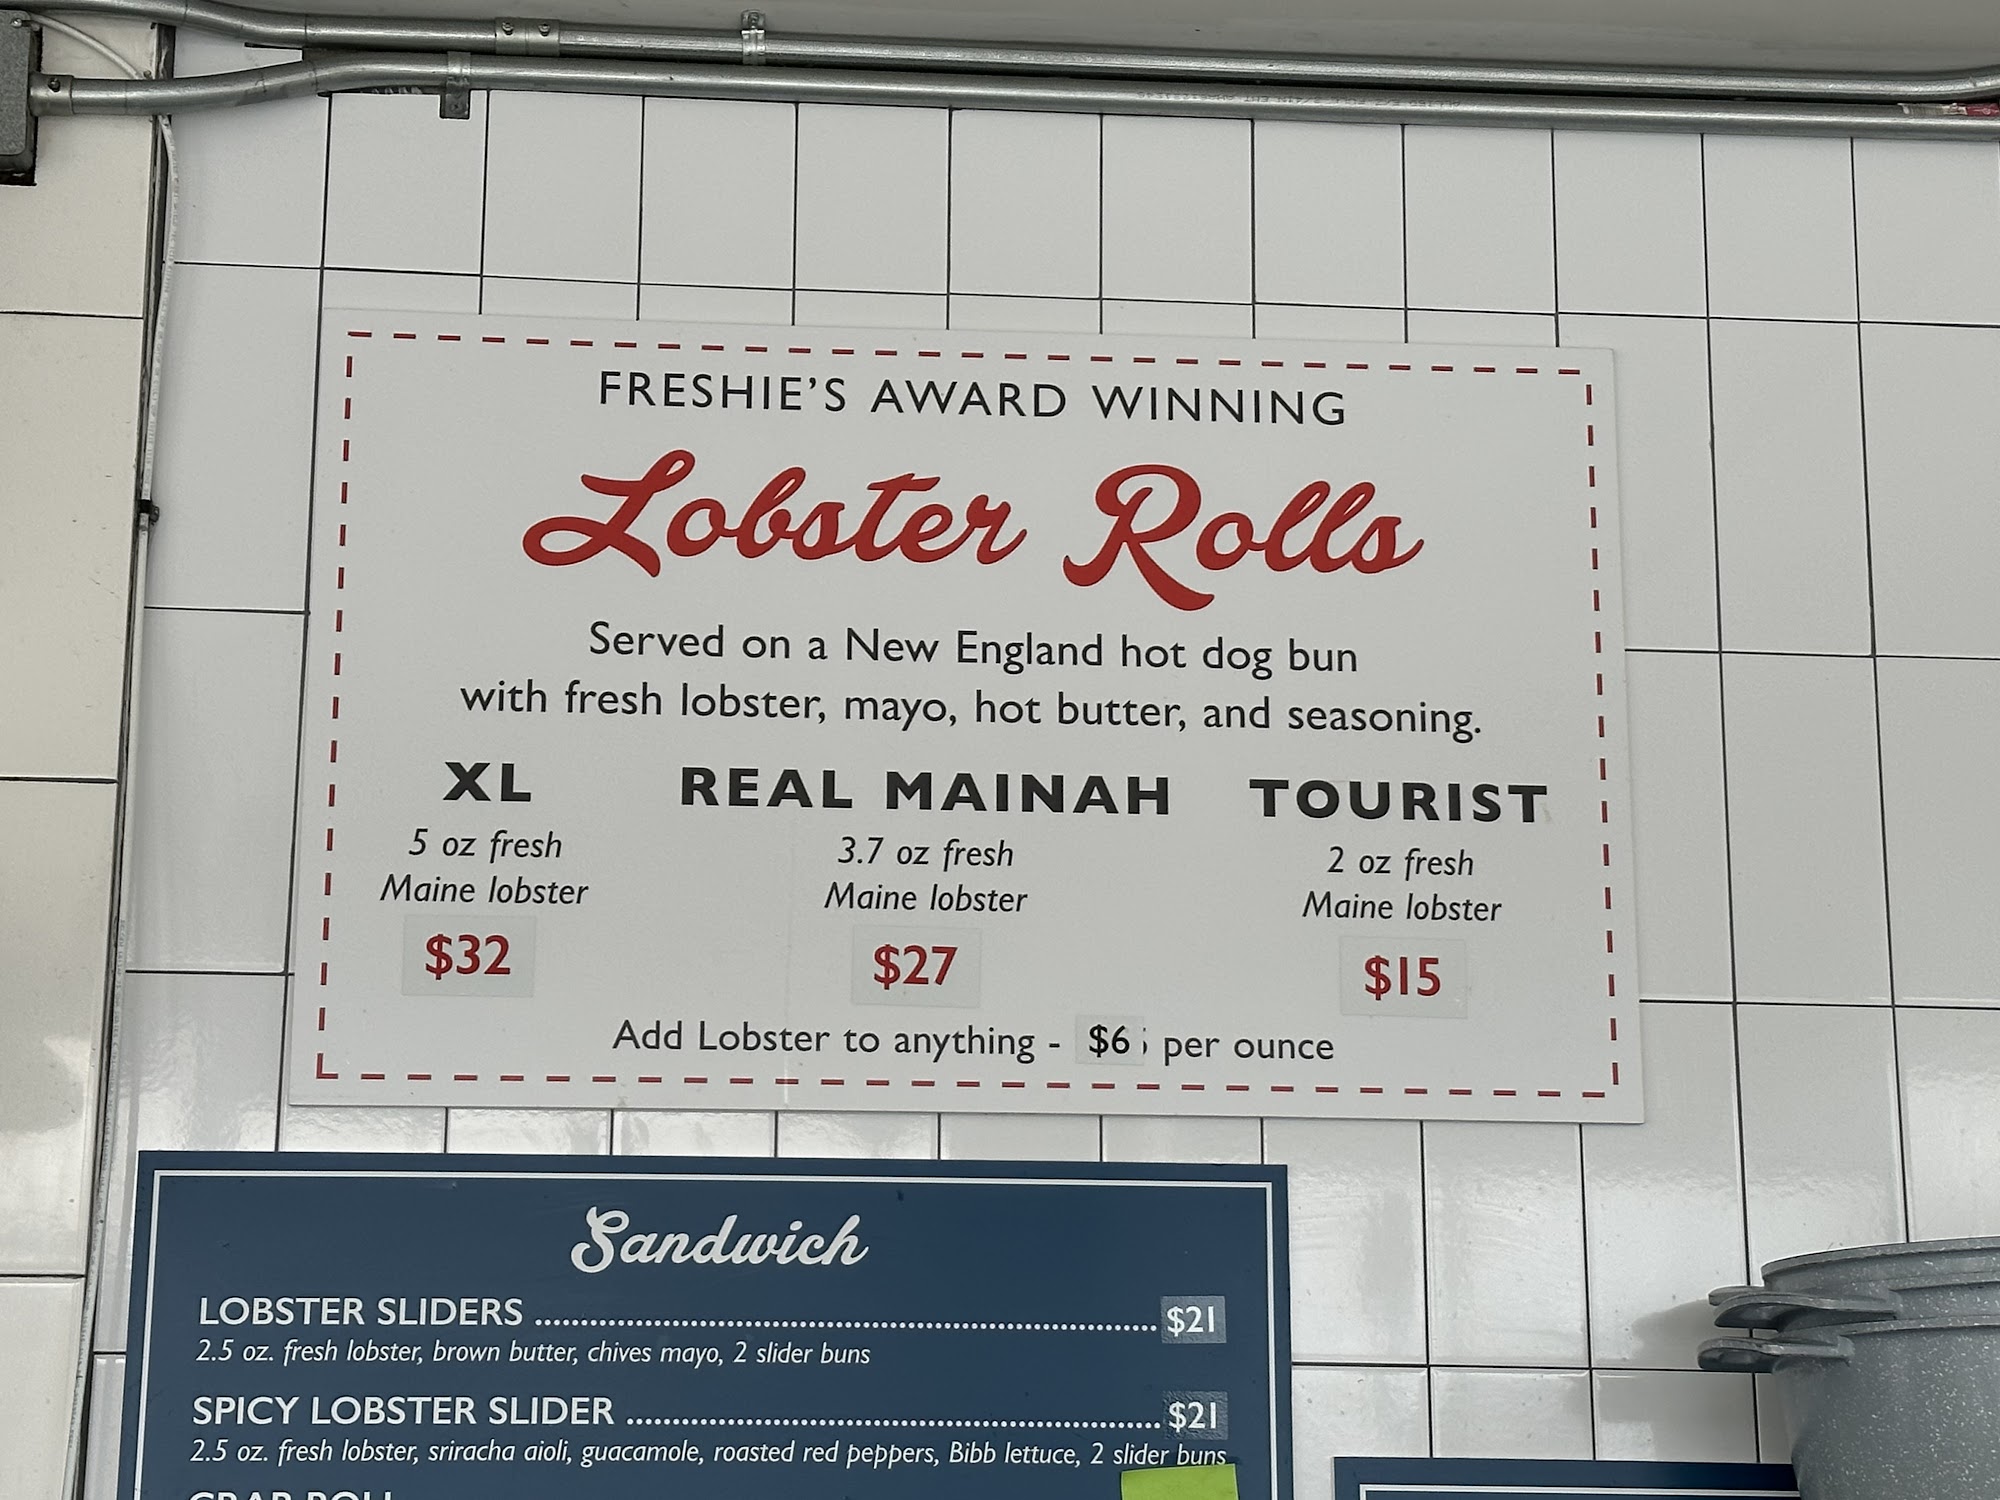 FRESHIE'S AWARD WINNING
Lobster Rolls
Served on a New England hot dog bun
with fresh lobster, mayo, hot butter, and seasoning.
XL
5 oz fresh
Maine lobster
$32
REAL MAINAH
3.7 oz fresh
Maine lobster
$27
TOURIST
2 oz fresh
Maine lobster
$15
Add Lobster to anything - $6 per ounce
Sandwich
LOBSTER SLIDERS ........ $21
2.5 oz. fresh lobster, brown butter, chives mayo, 2 slider buns
SPICY LOBSTER SLIDER ........ $21
2.5 oz. fresh lobster, sriracha aioli, guacamole, roasted red peppers, Bibb lettuce, 2 slider buns
CRAB ROLL